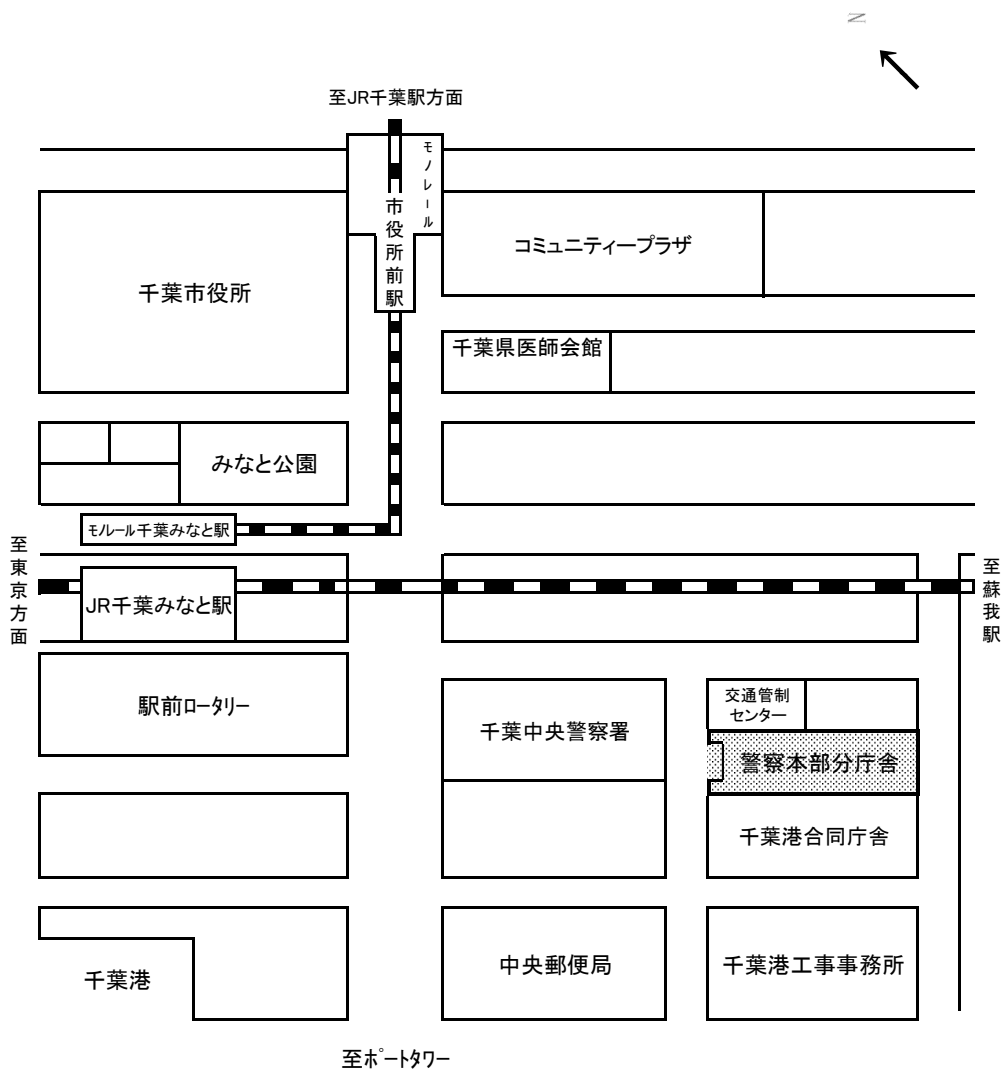 N
至JR千葉駅方面
モノレール
市役所前駅
コミュニティープラザ
千葉市役所
千葉県医師会館
みなと公園
モルール千葉みなと駅
至東京方面
至蘇我駅
JR千葉みなと駅
駅前ロータリー
千葉中央警察署
交通管制
センター
警察本部分庁舎
千葉港合同庁舎
千葉港
中央郵便局
千葉港工事事務所
至ポートタワー